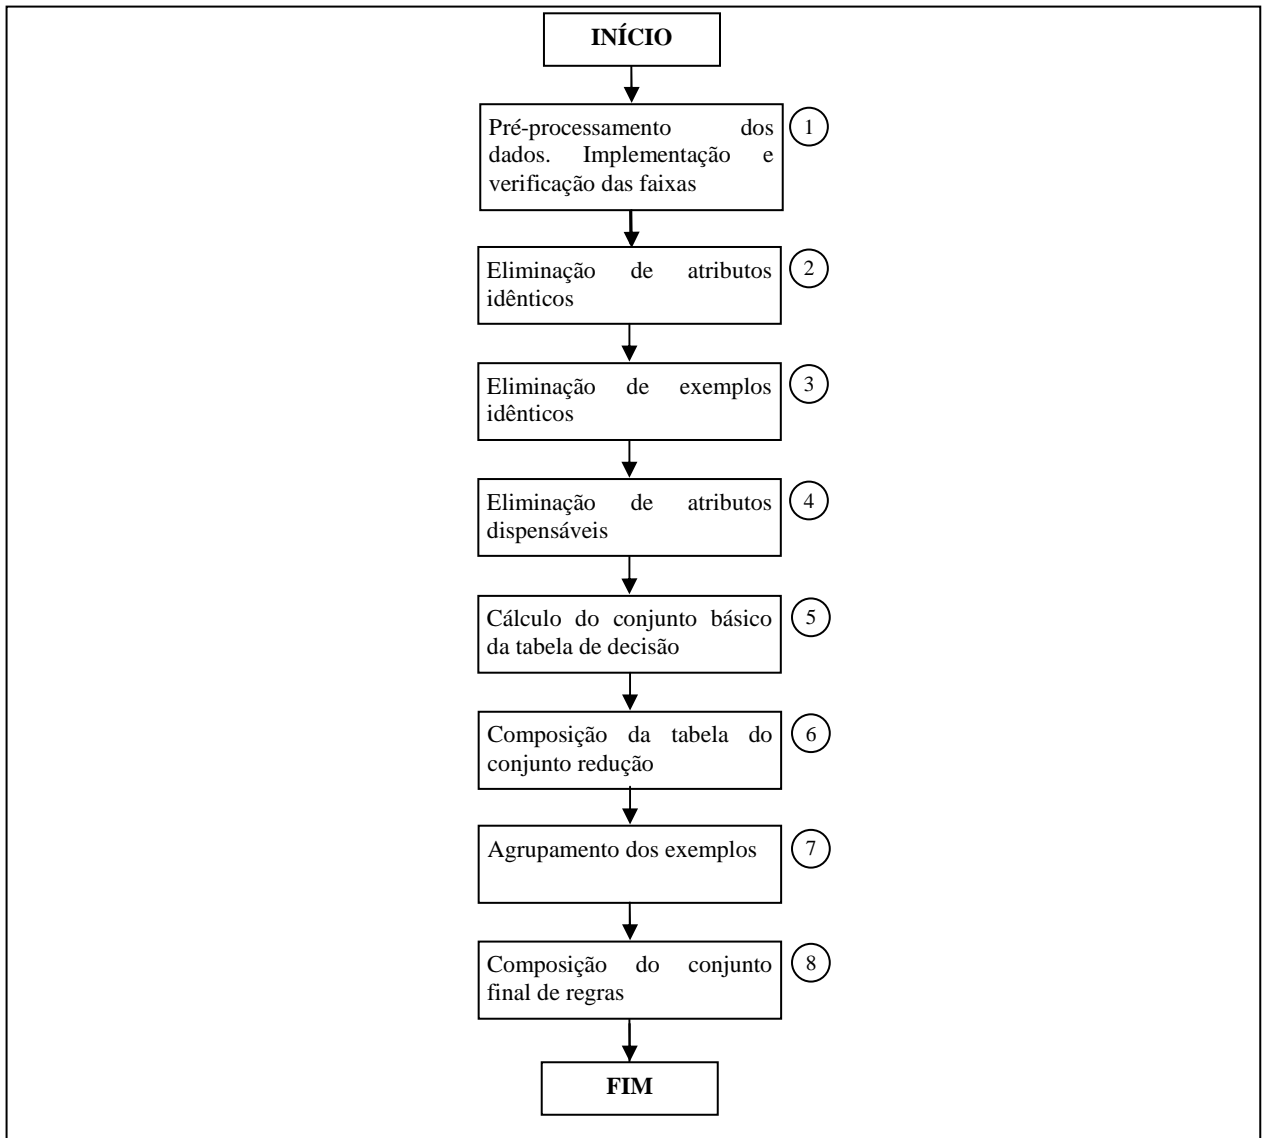 INÍCIO
Pré-processamento dos
dados. Implementação e
verificação das faixas
1
Eliminação de atributos
idênticos
2
Eliminação de exemplos
idênticos
3
Eliminação de atributos
dispensáveis
4
Cálculo do conjunto básico
da tabela de decisão
5
Composição da tabela do
conjunto redução
6
Agrupamento dos exemplos
7
Composição do conjunto
final de regras
8
FIM